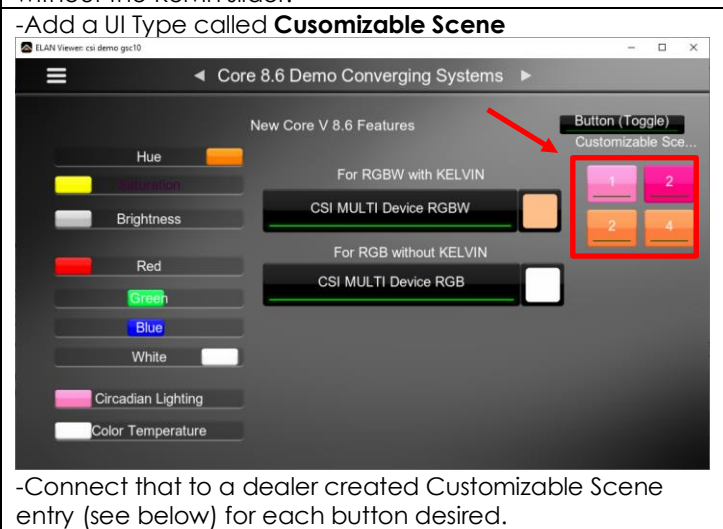 -Add a UI Type called Cusomizable Scene
ELAN Viewer: csi demo gsc10
Core 8.6 Demo Converging Systems
New Core V 8.6 Features
Button (Toggle)
Customizable Sce...
Hue
Saturation
Brightness
For RGBW with KELVIN
CSI MULTI Device RGBW
1
2
2
4
For RGB without KELVIN
CSI MULTI Device RGB
Red
Green
Blue
White
Circadian Lighting
Color Temperature
-Connect that to a dealer created Customizable Scene
entry (see below) for each button desired.